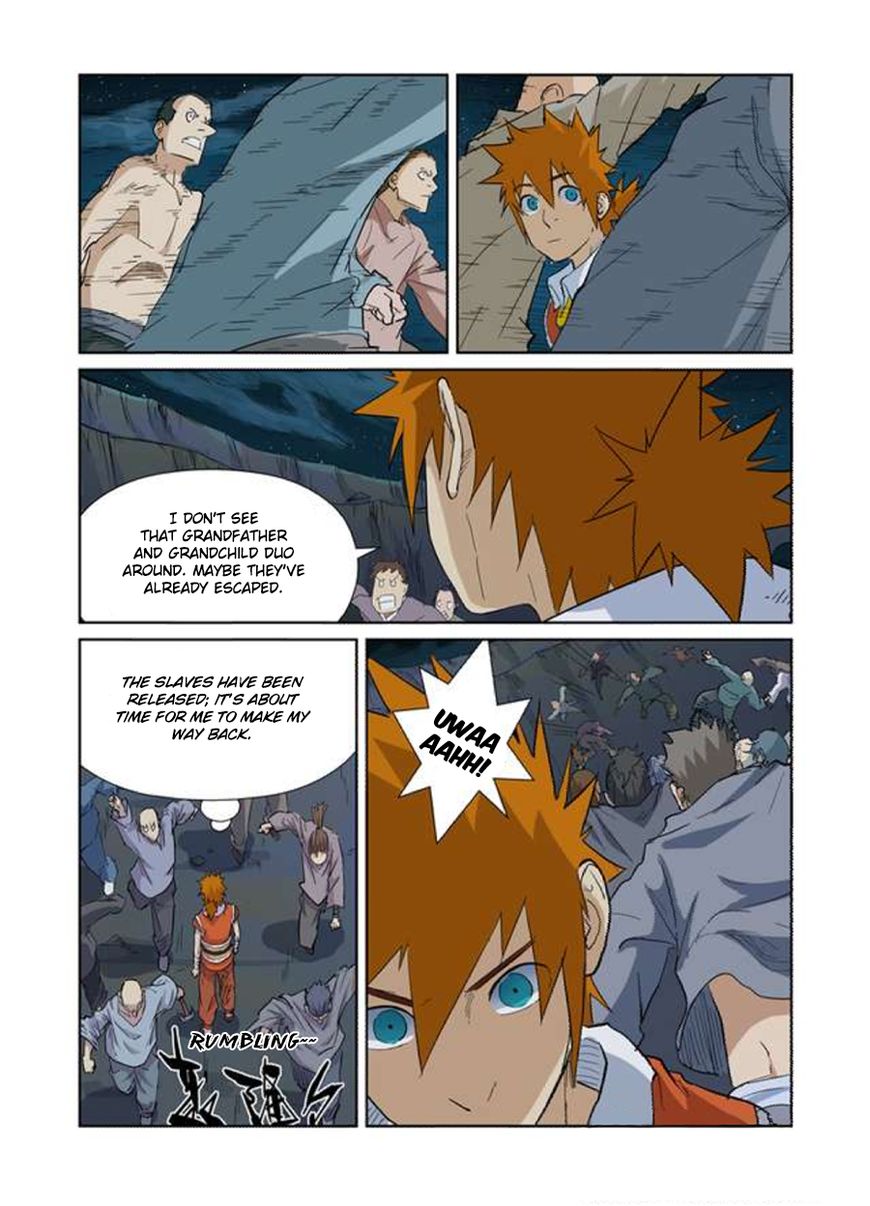 I DON'T SEE
THAT GRANDFATHER
AND GRANDCHILD DUO
AROUND. MAYBE THEY'VE
ALREADY ESCAPED.
THE SLAVES HAVE BEEN
RELEASED; IT'S ABOUT
TIME FOR ME TO MAKE MY
WAY BACK.
RUMBLING~~
UWAA
AAHH!